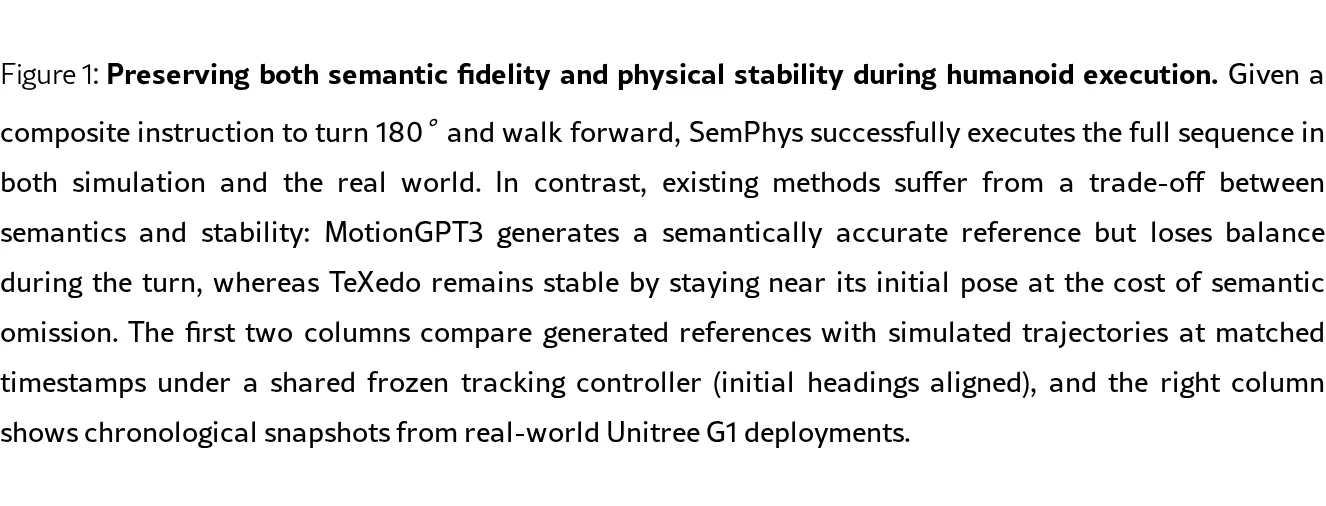 Figure 1: Preserving both semantic fidelity and physical stability during humanoid execution. Given a
composite instruction to turn 180° and walk forward, SemPhys successfully executes the full sequence in
both simulation and the real world. In contrast, existing methods suffer from a trade-off between
semantics and stability: MotionGPT3 generates a semantically accurate reference but loses balance
during the turn, whereas TeXedo remains stable by staying near its initial pose at the cost of semantic
omission. The first two columns compare generated references with simulated trajectories at matched
timestamps under a shared frozen tracking controller (initial headings aligned), and the right column
shows chronological snapshots from real-world Unitree G1 deployments.